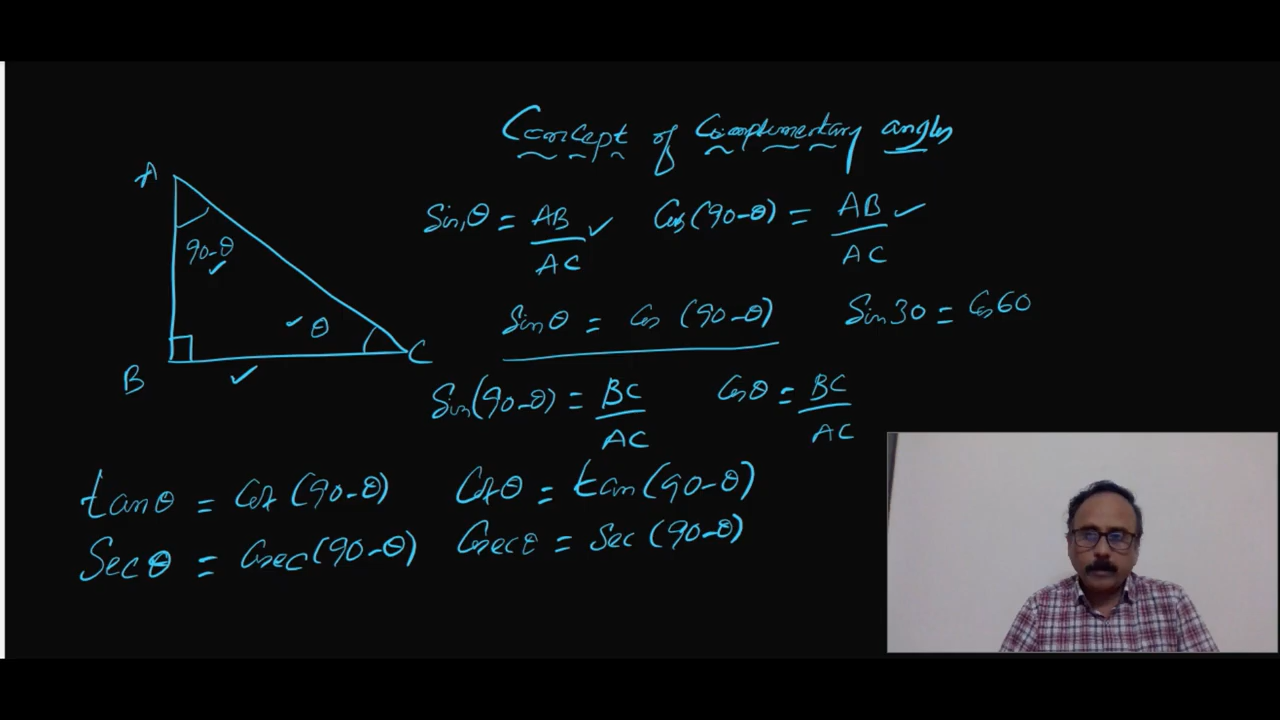 Concept of Complementary angles
A
Sinθ = AB/AC ✓ Cos(90-θ) = AB/AC ✓
90-θ ✓
Sinθ = Cos (90-θ) Sin30 = Cos60
✓ θ
B ✓ C
Sin(90-θ) = BC/AC Cosθ = BC/AC
tanθ = Cot (90-θ) Cotθ = tan(90-θ)
Secθ = Cosec(90-θ) Cosecθ = Sec (90-θ)